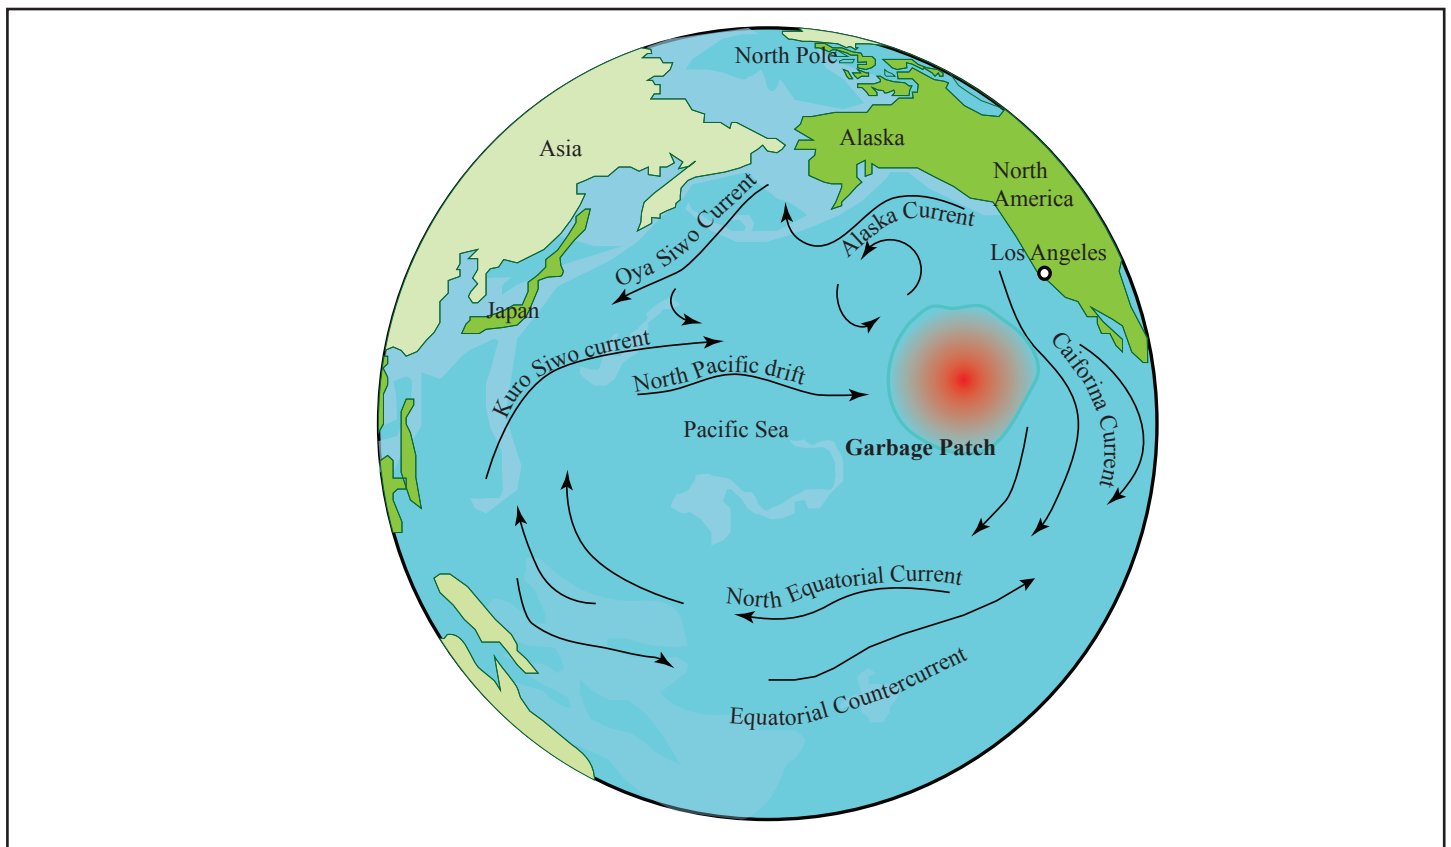 North Pole
Asia
Alaska
North
America
Oya Siwo Current
Alaska Current
Los Angeles
Japan
Kuro Siwo current
North Pacific drift
Caiforina Current
Pacific Sea
Garbage Patch
North Equatorial Current
Equatorial Countercurrent